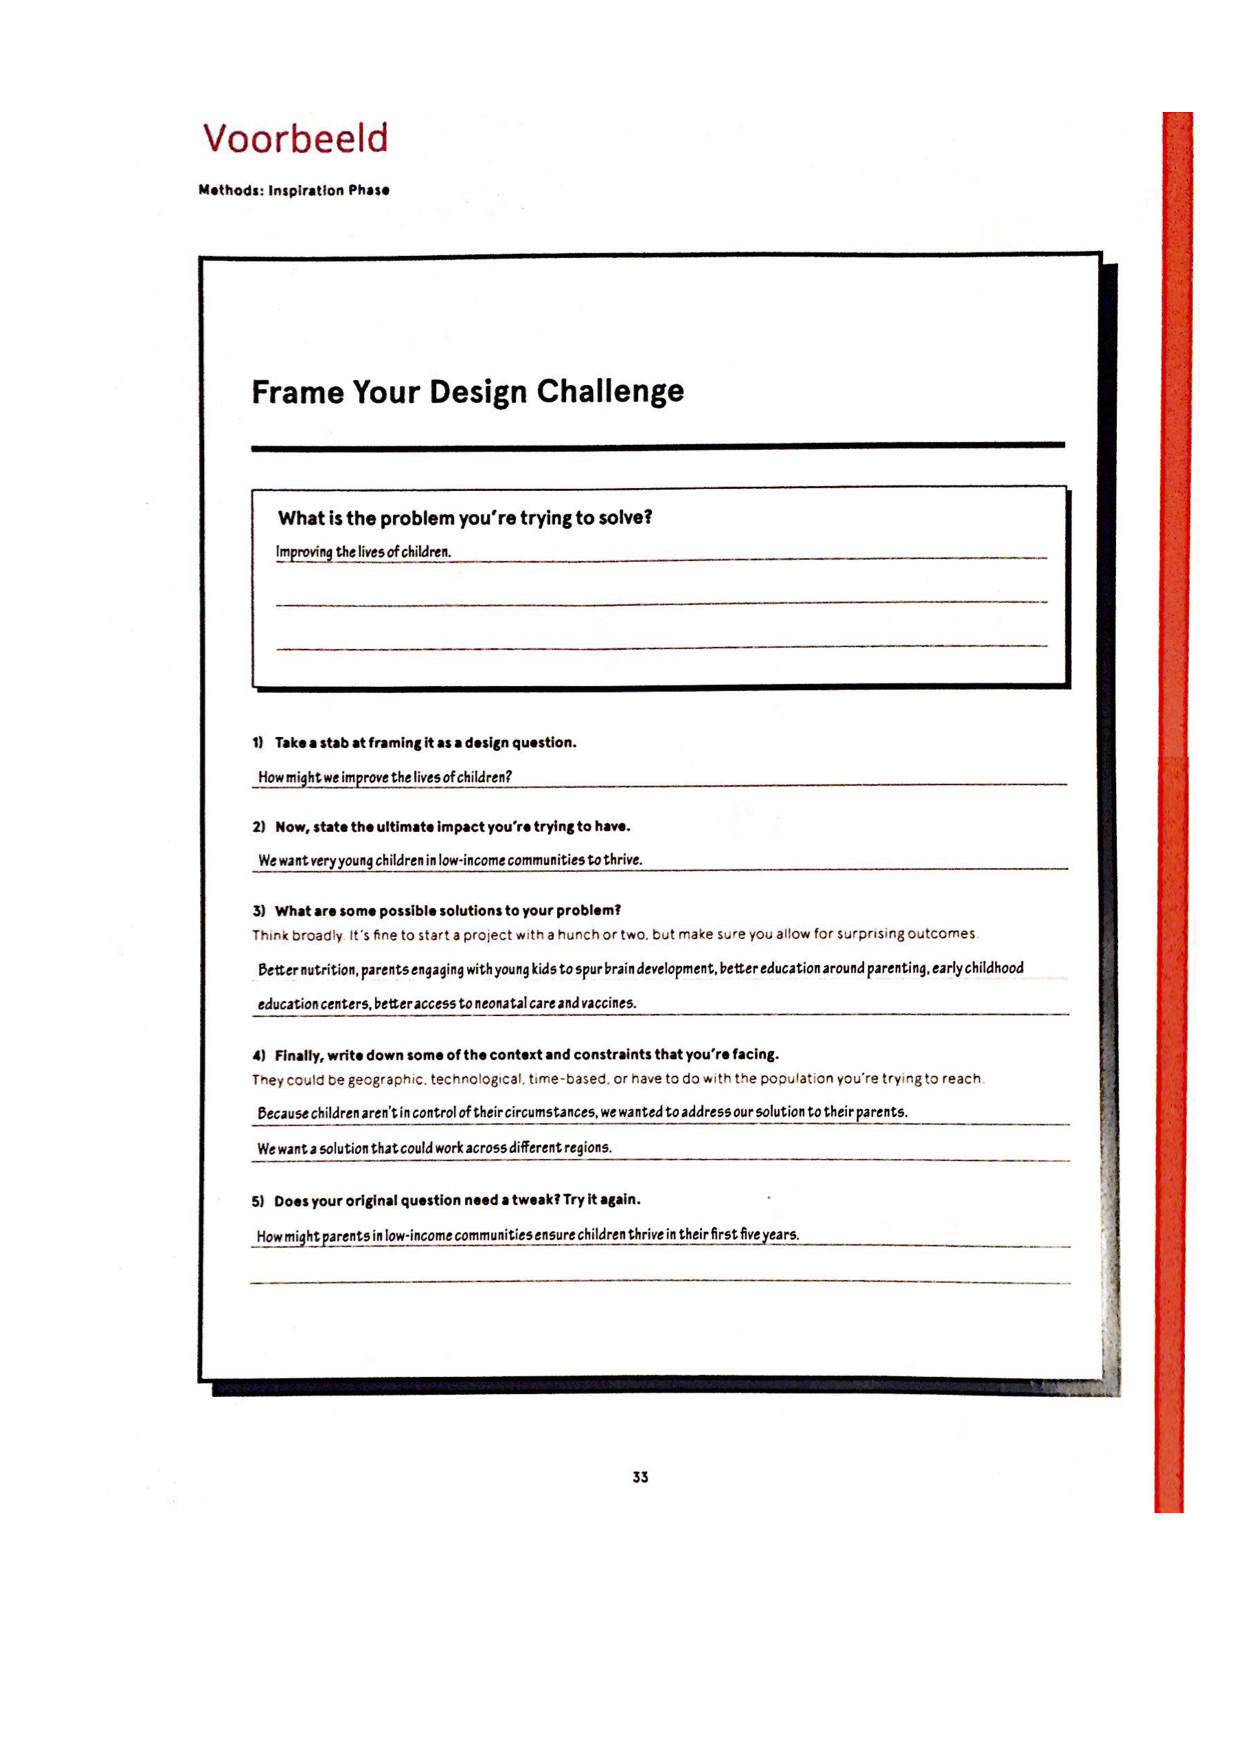 Voorbeeld
Methods: Inspiration Phase
Frame Your Design Challenge
What is the problem you're trying to solve?
Improving the lives of children.
1) Take a stab at framing it as a design question.
How might we improve the lives of children?
2) Now, state the ultimate impact you're trying to have.
We want very young children in low-income communities to thrive.
3) What are some possible solutions to your problem?
Think broadly. It's fine to start a project with a hunch or two, but make sure you allow for surprising outcomes.
Better nutrition, parents engaging with young kids to spur brain development, better education around parenting, early childhood
education centers, better access to neonatal care and vaccines.
4) Finally, write down some of the context and constraints that you're facing.
They could be geographic, technological, time-based, or have to do with the population you're trying to reach.
Because children aren't in control of their circumstances, we wanted to address our solution to their parents.
We want a solution that could work across different regions.
5) Does your original question need a tweak? Try it again.
How might parents in low-income communities ensure children thrive in their first five years.
33